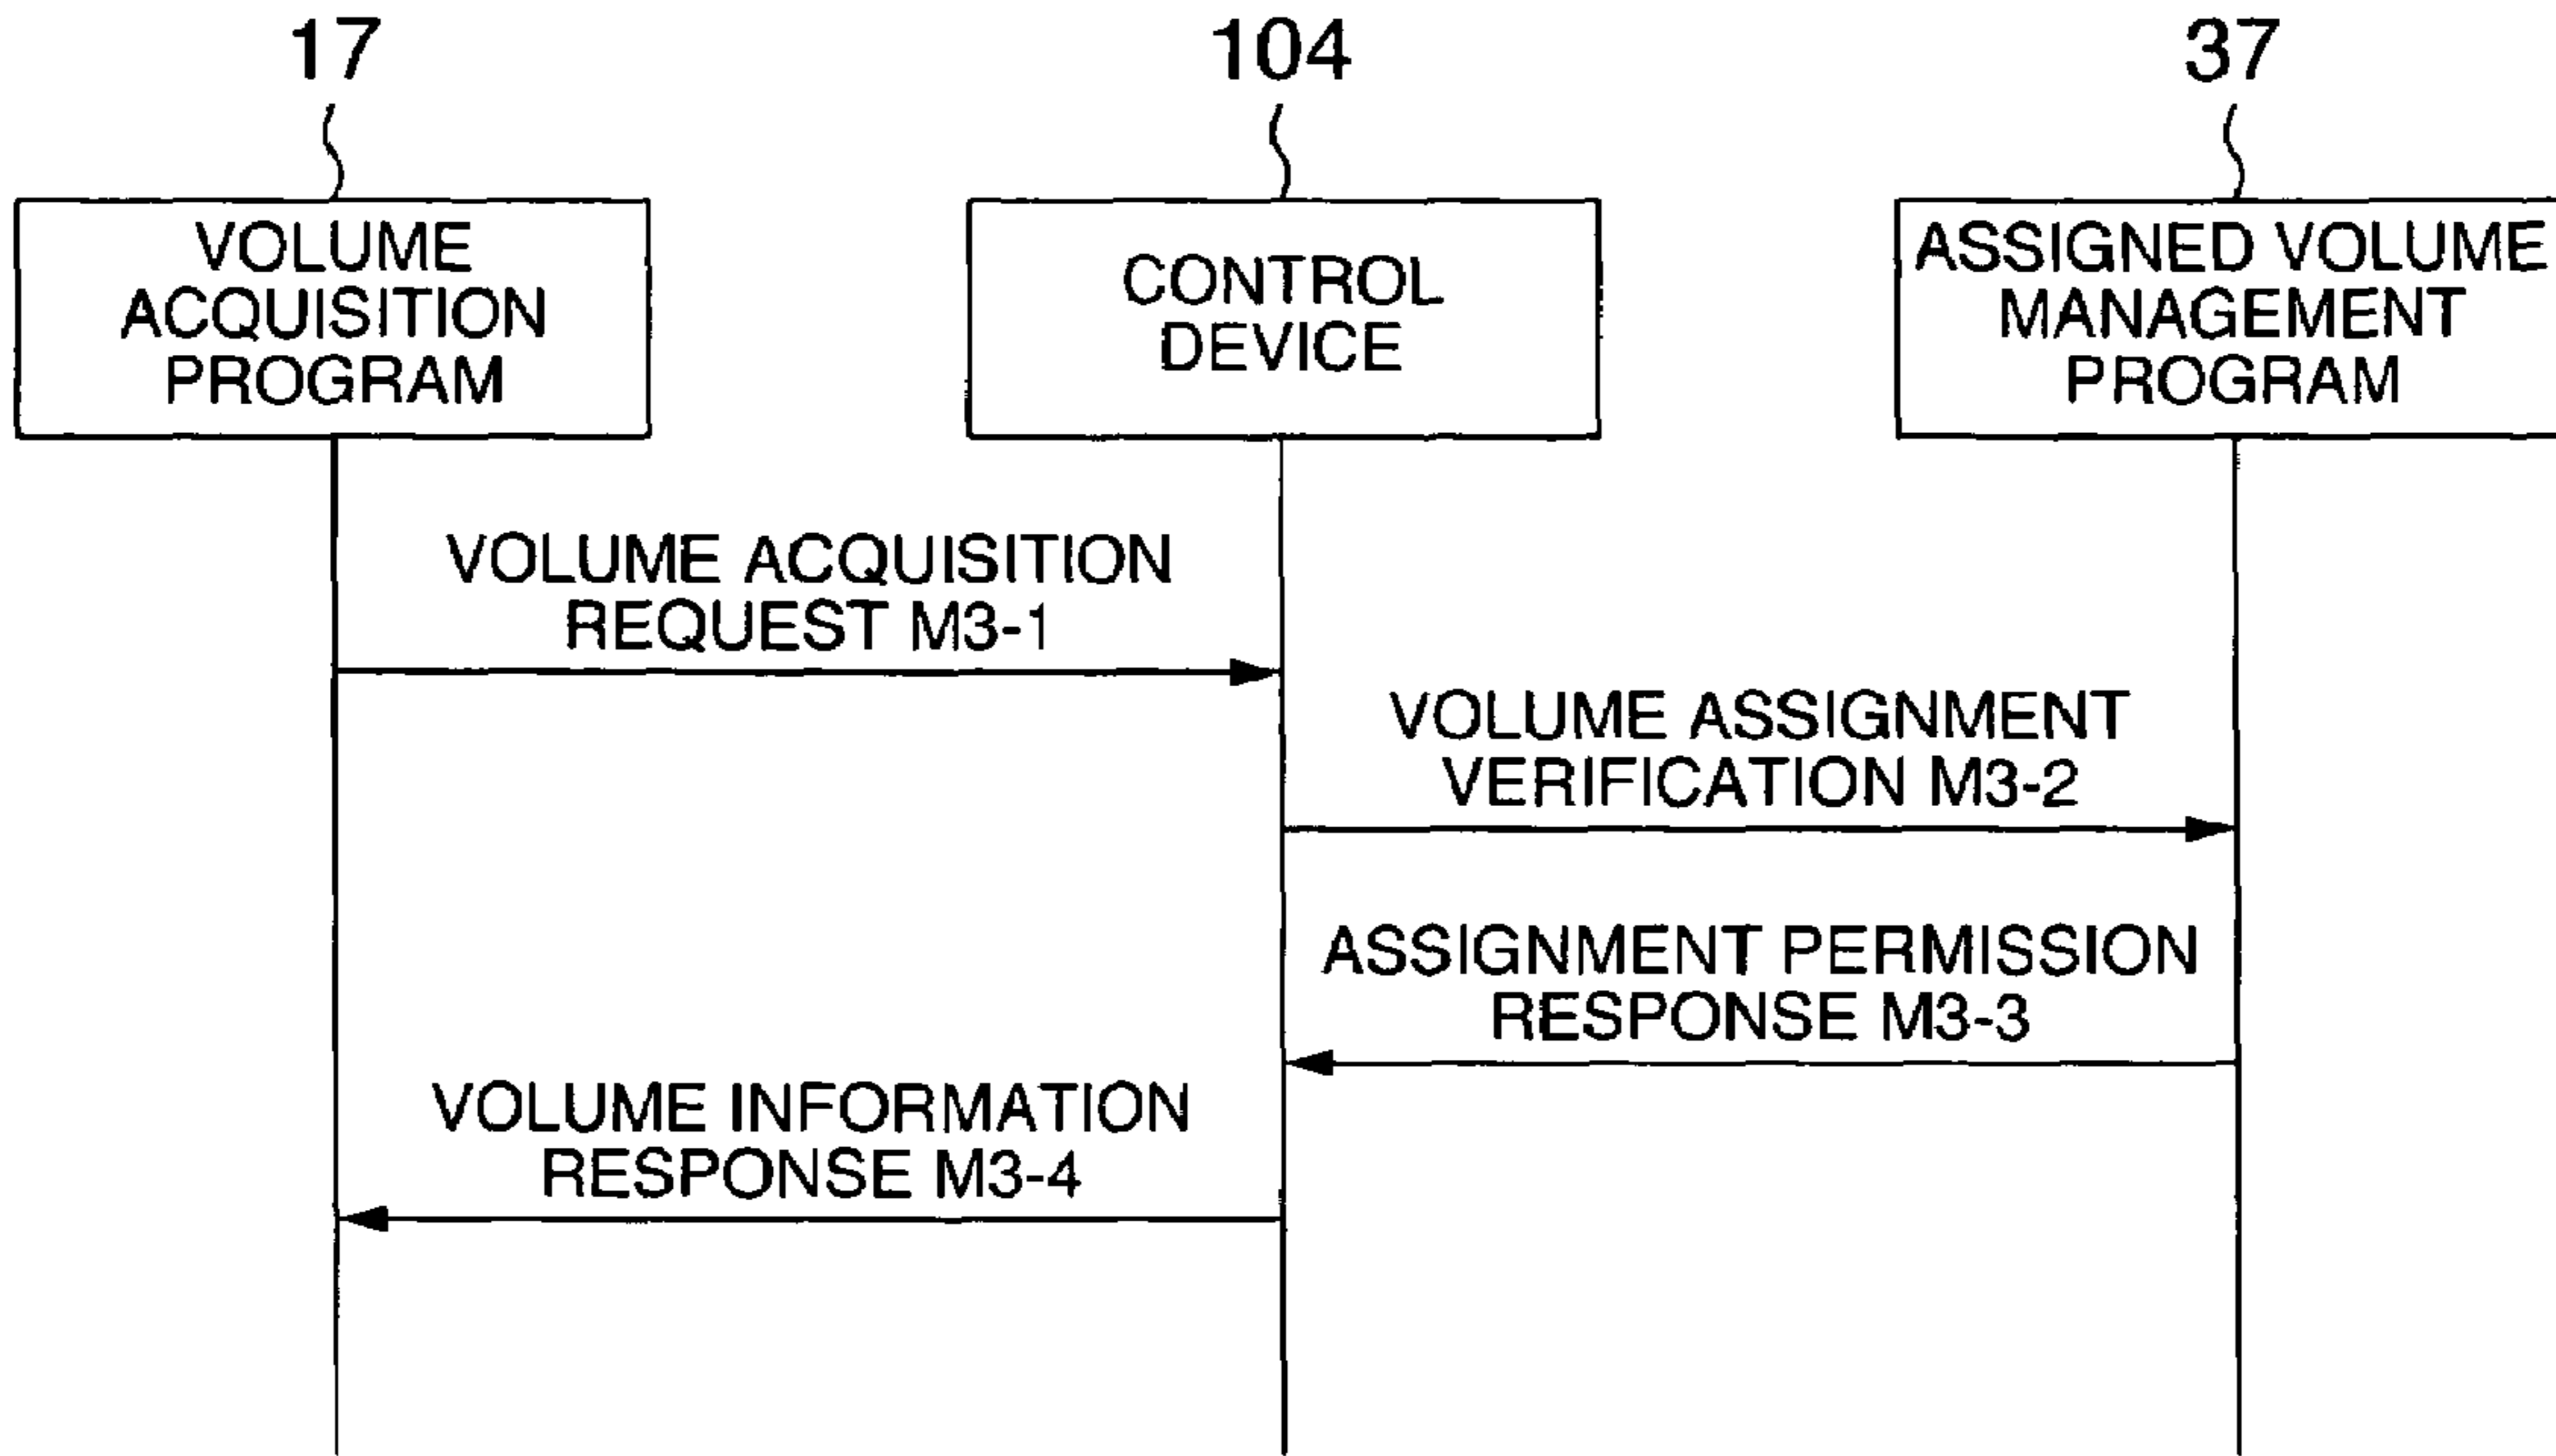 17
104
37
VOLUME
ACQUISITION
PROGRAM
CONTROL
DEVICE
ASSIGNED VOLUME
MANAGEMENT
PROGRAM
VOLUME ACQUISITION
REQUEST M3-1
VOLUME ASSIGNMENT
VERIFICATION M3-2
ASSIGNMENT PERMISSION
RESPONSE M3-3
VOLUME INFORMATION
RESPONSE M3-4